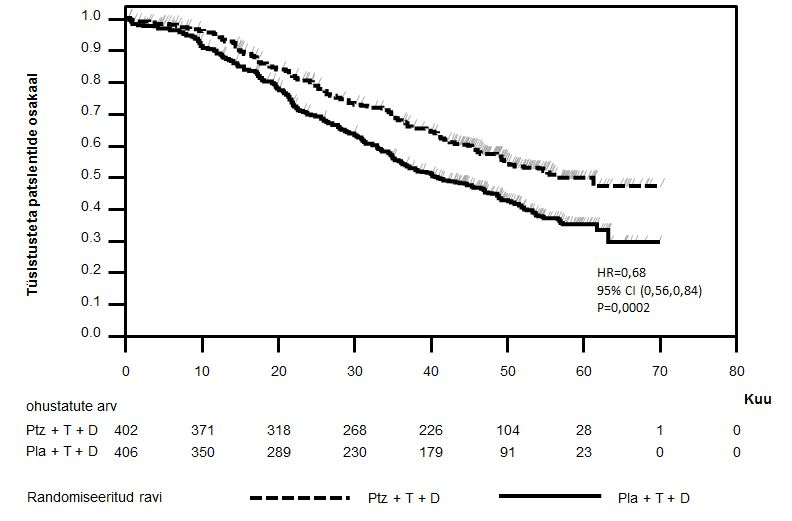 Tüsistusteta patsientide osakaal
1.0
0.9
0.8
0.7
0.6
0.5
0.4
0.3
0.2
0.1
0.0
HR=0,68
95% CI (0,56,0,84)
P=0,0002
0 10 20 30 40 50 60 70 80
Kuu
ohustatute arv
Ptz + T + D 402 371 318 268 226 104 28 1 0
Pla + T + D 406 350 289 230 179 91 23 0 0
Randomiseeritud ravi Ptz + T + D Pla + T + D